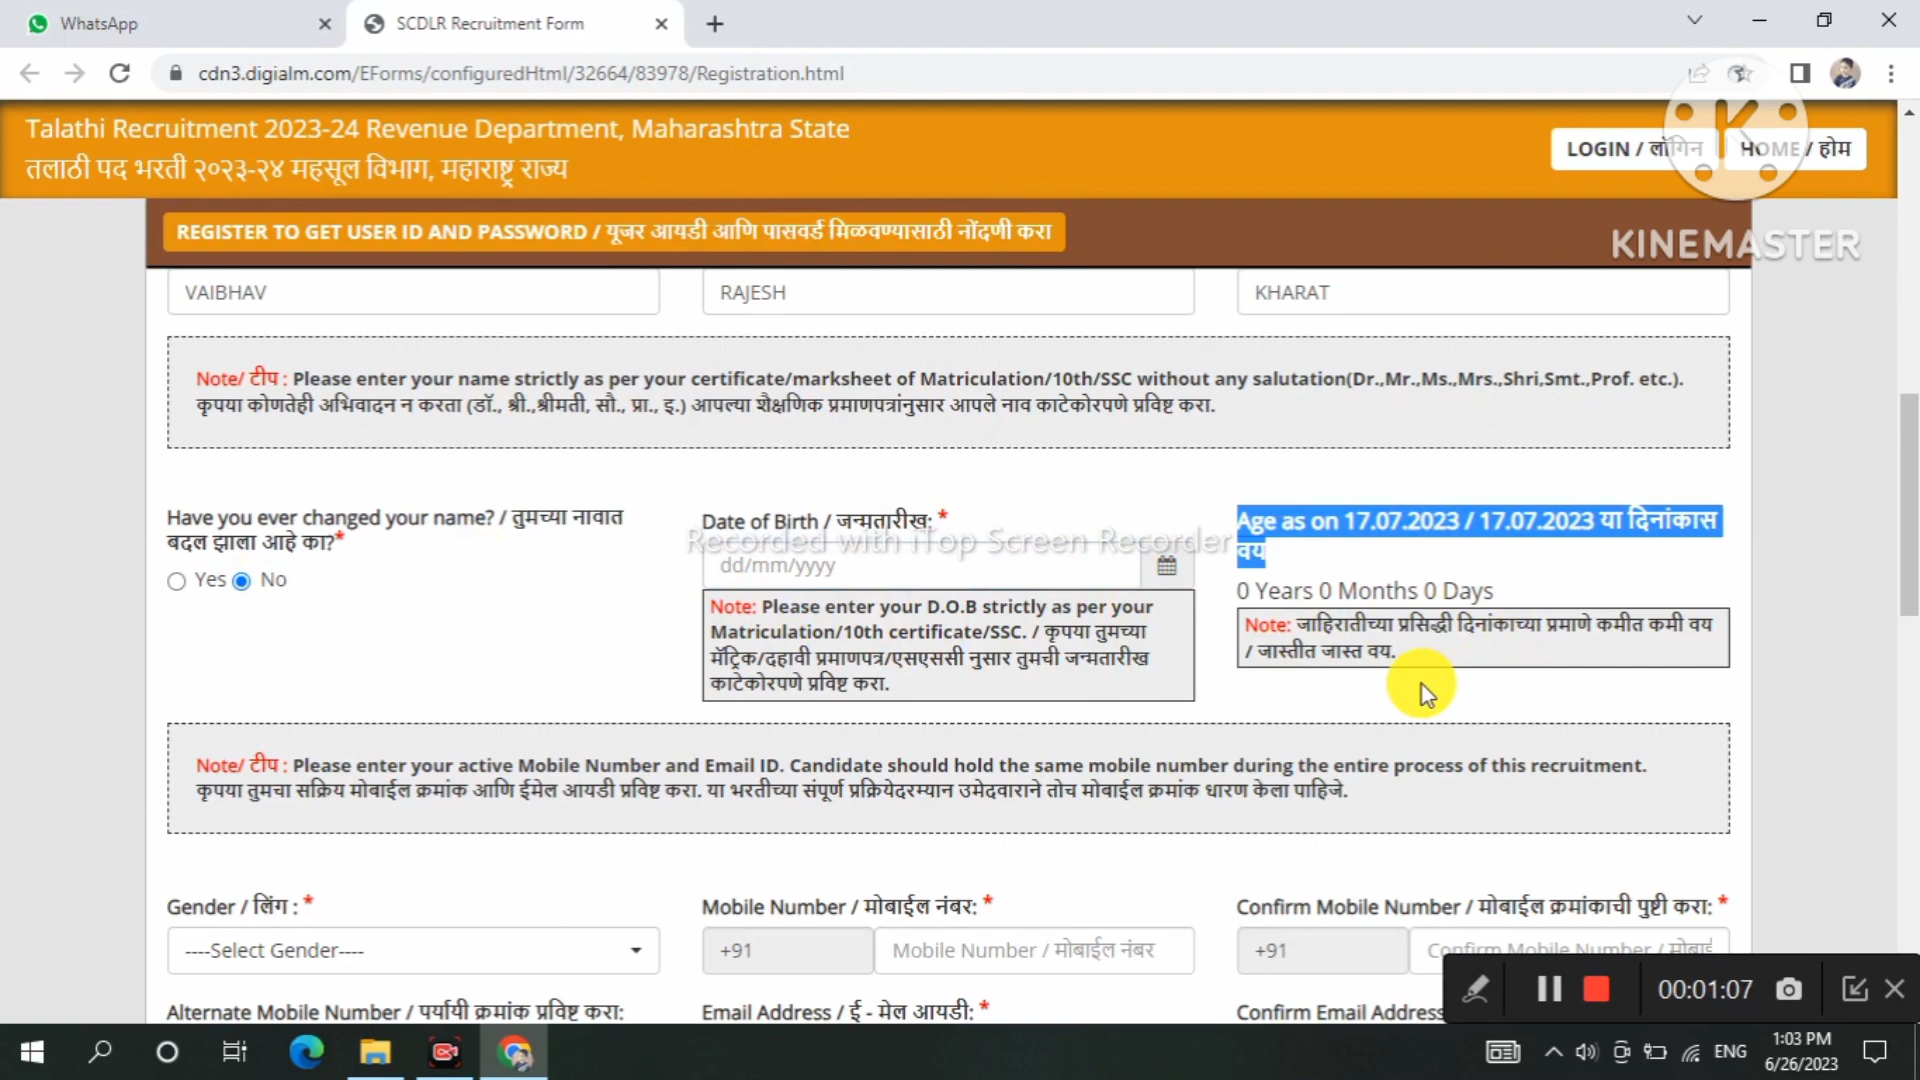 WhatsApp
SCDLR Recruitment Form
cdn3.digialm.com/EForms/configuredHtml/32664/83978/Registration.html
Talathi Recruitment 2023-24 Revenue Department, Maharashtra State
तलाठी पद भरती २०२३-२४ महसूल विभाग, महाराष्ट्र राज्य
LOGIN / लॉगिन
HOME / होम
KINEMASTER
REGISTER TO GET USER ID AND PASSWORD / यूजर आयडी आणि पासवर्ड मिळवण्यासाठी नोंदणी करा
VAIBHAV
RAJESH
KHARAT
Note/ टीप : Please enter your name strictly as per your certificate/marksheet of Matriculation/10th/SSC without any salutation(Dr.,Mr.,Ms.,Mrs.,Shri,Smt.,Prof. etc.).
कृपया कोणतेही अभिवादन न करता (डॉ., श्री.,श्रीमती, सौ., प्रा., इ.) आपल्या शैक्षणिक प्रमाणपत्रांनुसार आपले नाव काटेकोरपणे प्रविष्ट करा.
Have you ever changed your name? / तुमच्या नावात
बदल झाला आहे का?*
Yes No
Date of Birth / जन्मतारीख: *
Recorded with iTop Screen Recorder
dd/mm/yyyy
Note: Please enter your D.O.B strictly as per your
Matriculation/10th certificate/SSC. / कृपया तुमच्या
मॅट्रिक/दहावी प्रमाणपत्र/एसएससी नुसार तुमची जन्मतारीख
काटेकोरपणे प्रविष्ट करा.
Age as on 17.07.2023 / 17.07.2023 या दिनांकास
वय
0 Years 0 Months 0 Days
Note: जाहिरातीच्या प्रसिद्धी दिनांकाच्या प्रमाणे कमीत कमी वय
/ जास्तीत जास्त वय.
Note/ टीप : Please enter your active Mobile Number and Email ID. Candidate should hold the same mobile number during the entire process of this recruitment.
कृपया तुमचा सक्रिय मोबाईल क्रमांक आणि ईमेल आयडी प्रविष्ट करा. या भरतीच्या संपूर्ण प्रक्रियेदरम्यान उमेदवाराने तोच मोबाईल क्रमांक धारण केला पाहिजे.
Gender / लिंग : *
----Select Gender----
Mobile Number / मोबाईल नंबर: *
+91 Mobile Number / मोबाईल नंबर
Confirm Mobile Number / मोबाईल क्रमांकाची पुष्टी करा: *
+91 Confirm Mobile Number /
Alternate Mobile Number / पर्यायी क्रमांक प्रविष्ट करा:
Email Address / ई - मेल आयडी: *
Confirm Email Address
00:01:07
ENG
1:03 PM
6/26/2023